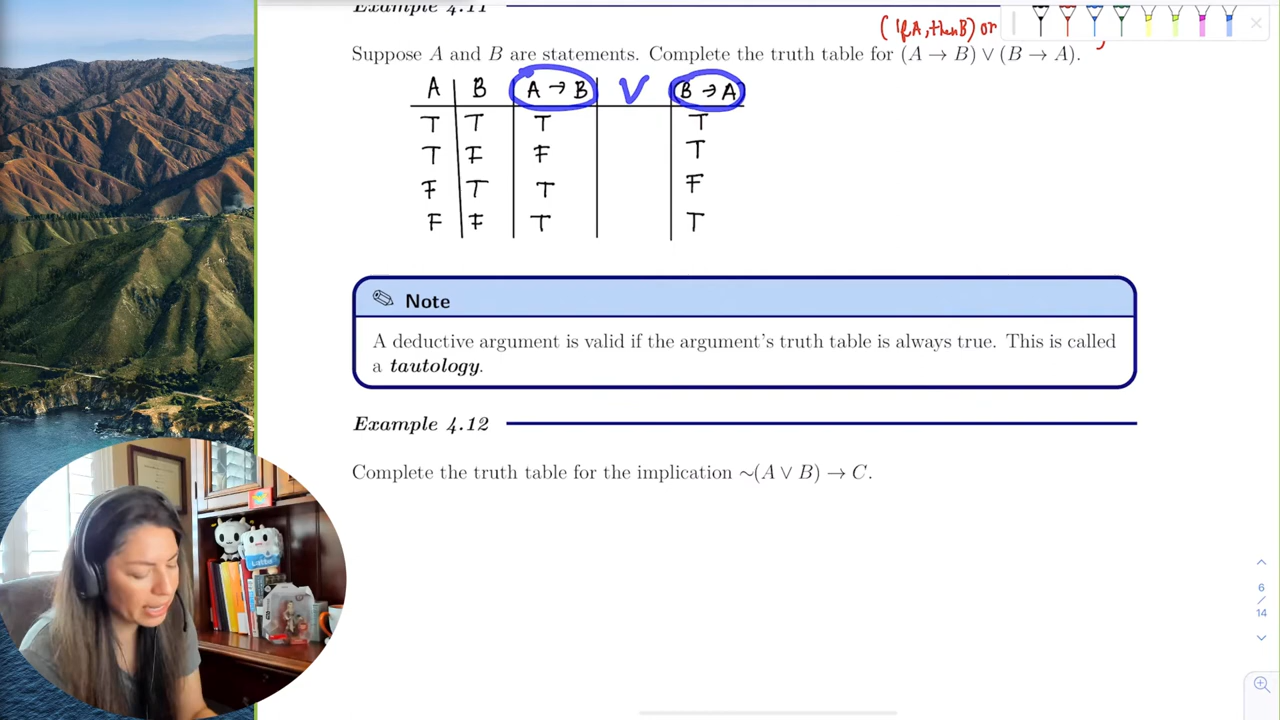 Example 4.11
(if A, then B) or
Suppose A and B are statements. Complete the truth table for (A → B) ∨ (B → A).
A B A → B V B → A
T T T T
T F F T
F T T F
F F T T
Note
A deductive argument is valid if the argument's truth table is always true. This is called
a tautology.
Example 4.12
Complete the truth table for the implication ∼(A ∨ B) → C.
6
/
14